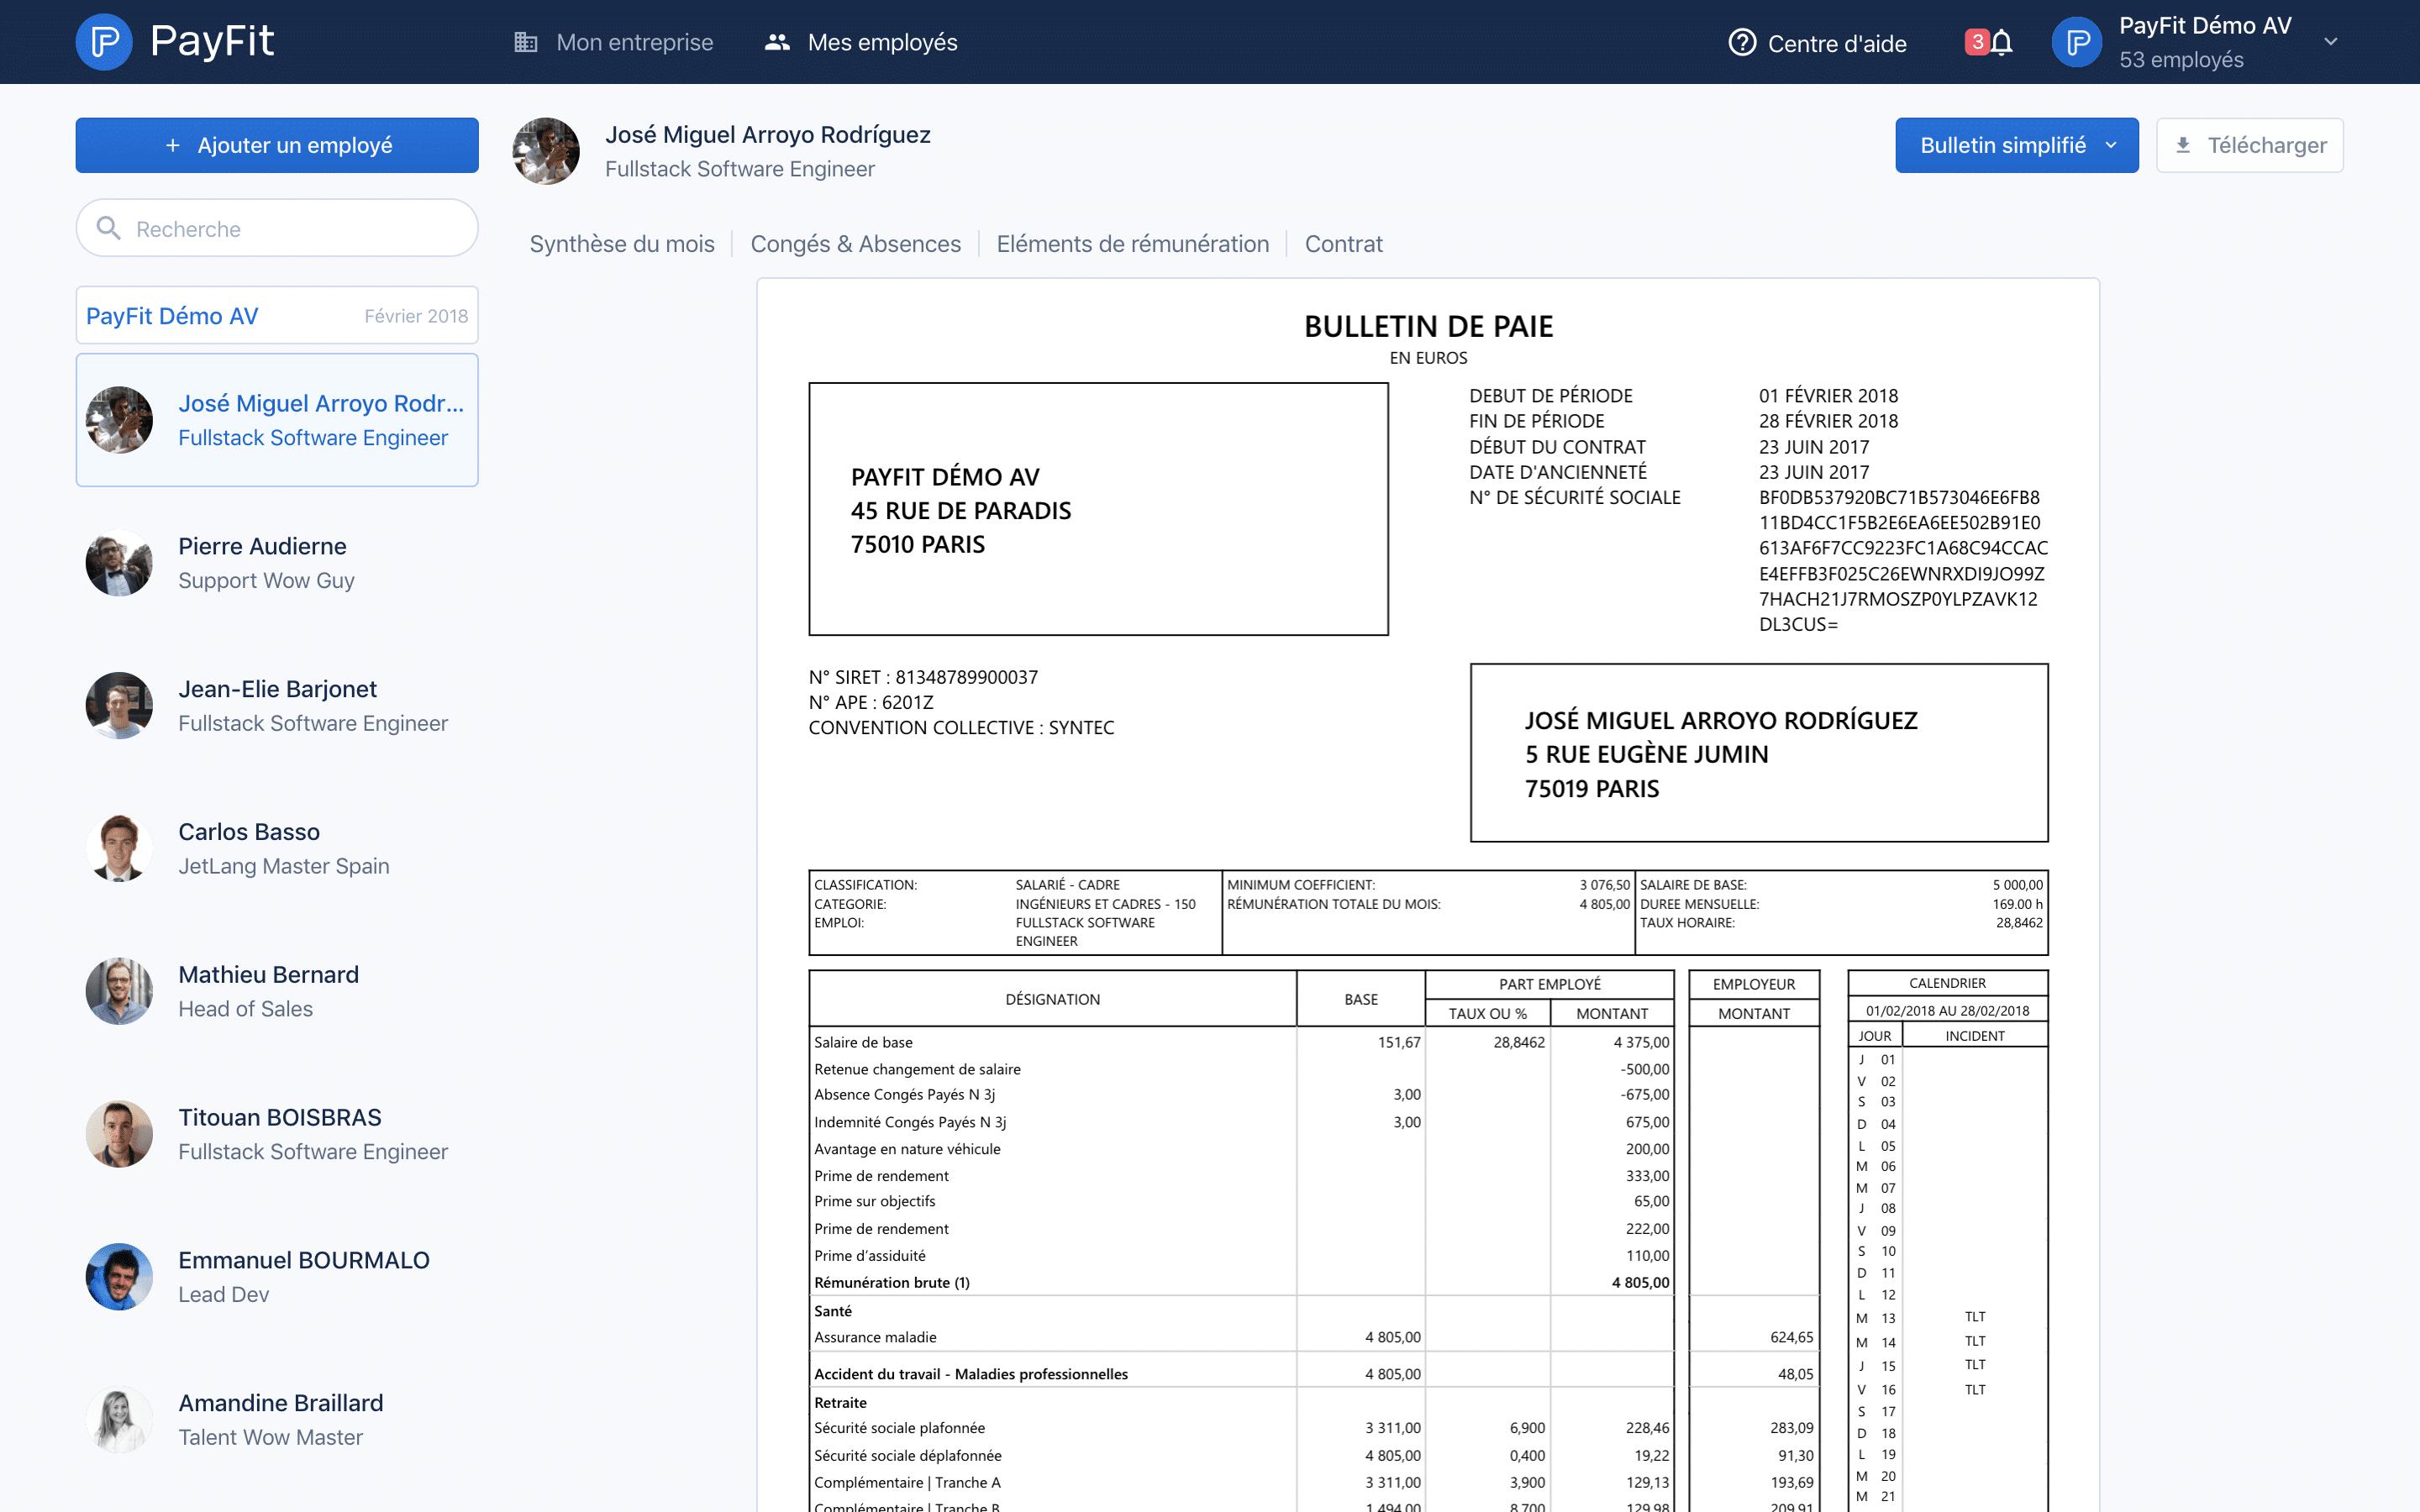 PayFit
Mon entreprise
Mes employés
Centre d'aide
3
PayFit Démo AV
53 employés
+ Ajouter un employé
Recherche
PayFit Démo AV Février 2018
José Miguel Arroyo Rodr...
Fullstack Software Engineer
Pierre Audierne
Support Wow Guy
Jean-Elie Barjonet
Fullstack Software Engineer
Carlos Basso
JetLang Master Spain
Mathieu Bernard
Head of Sales
Titouan BOISBRAS
Fullstack Software Engineer
Emmanuel BOURMALO
Lead Dev
Amandine Braillard
Talent Wow Master
José Miguel Arroyo Rodríguez
Fullstack Software Engineer
Bulletin simplifié
Télécharger
Synthèse du mois Congés & Absences Eléments de rémunération Contrat
BULLETIN DE PAIE
EN EUROS
PAYFIT DÉMO AV
45 RUE DE PARADIS
75010 PARIS
DEBUT DE PÉRIODE 01 FÉVRIER 2018
FIN DE PÉRIODE 28 FÉVRIER 2018
DÉBUT DU CONTRAT 23 JUIN 2017
DATE D'ANCIENNETÉ 23 JUIN 2017
N° DE SÉCURITÉ SOCIALE BF0DB537920BC71B573046E6FB8
11BD4CC1F5B2E6EA6EE502B91E0
613AF6F7CC9223FC1A68C94CCAC
E4EFFB3F025C26EWNRXDI9JO99Z
7HACH21J7RMOSZP0YLPZAVK12
DL3CUS=
N° SIRET : 81348789900037
N° APE : 6201Z
CONVENTION COLLECTIVE : SYNTEC
JOSÉ MIGUEL ARROYO RODRÍGUEZ
5 RUE EUGÈNE JUMIN
75019 PARIS
CLASSIFICATION: SALARIÉ - CADRE
CATEGORIE: INGÉNIEURS ET CADRES - 150
EMPLOI: FULLSTACK SOFTWARE
ENGINEER
MINIMUM COEFFICIENT: 3 076,50
RÉMUNÉRATION TOTALE DU MOIS: 4 805,00
SALAIRE DE BASE: 5 000,00
DUREE MENSUELLE: 169.00 h
TAUX HORAIRE: 28,8462
DÉSIGNATION BASE PART EMPLOYÉ EMPLOYEUR
TAUX OU % MONTANT MONTANT
Salaire de base 151,67 28,8462 4 375,00
Retenue changement de salaire -500,00
Absence Congés Payés N 3j 3,00 -675,00
Indemnité Congés Payés N 3j 3,00 675,00
Avantage en nature véhicule 200,00
Prime de rendement 333,00
Prime sur objectifs 65,00
Prime de rendement 222,00
Prime d'assiduité 110,00
Rémunération brute (1) 4 805,00
Santé
Assurance maladie 4 805,00 624,65
Accident du travail - Maladies professionnelles 4 805,00 48,05
Retraite
Sécurité sociale plafonnée 3 311,00 6,900 228,46 283,09
Sécurité sociale déplafonnée 4 805,00 0,400 19,22 91,30
Complémentaire | Tranche A 3 311,00 3,900 129,13 193,69
Complémentaire | Tranche B 1 494,00 8,700 129,98 209,91
CALENDRIER
01/02/2018 AU 28/02/2018
JOUR INCIDENT
J 01
V 02
S 03
D 04
L 05
M 06
M 07
J 08
V 09
S 10
D 11
L 12
M 13 TLT
M 14 TLT
J 15 TLT
V 16 TLT
S 17
D 18
L 19
M 20
M 21